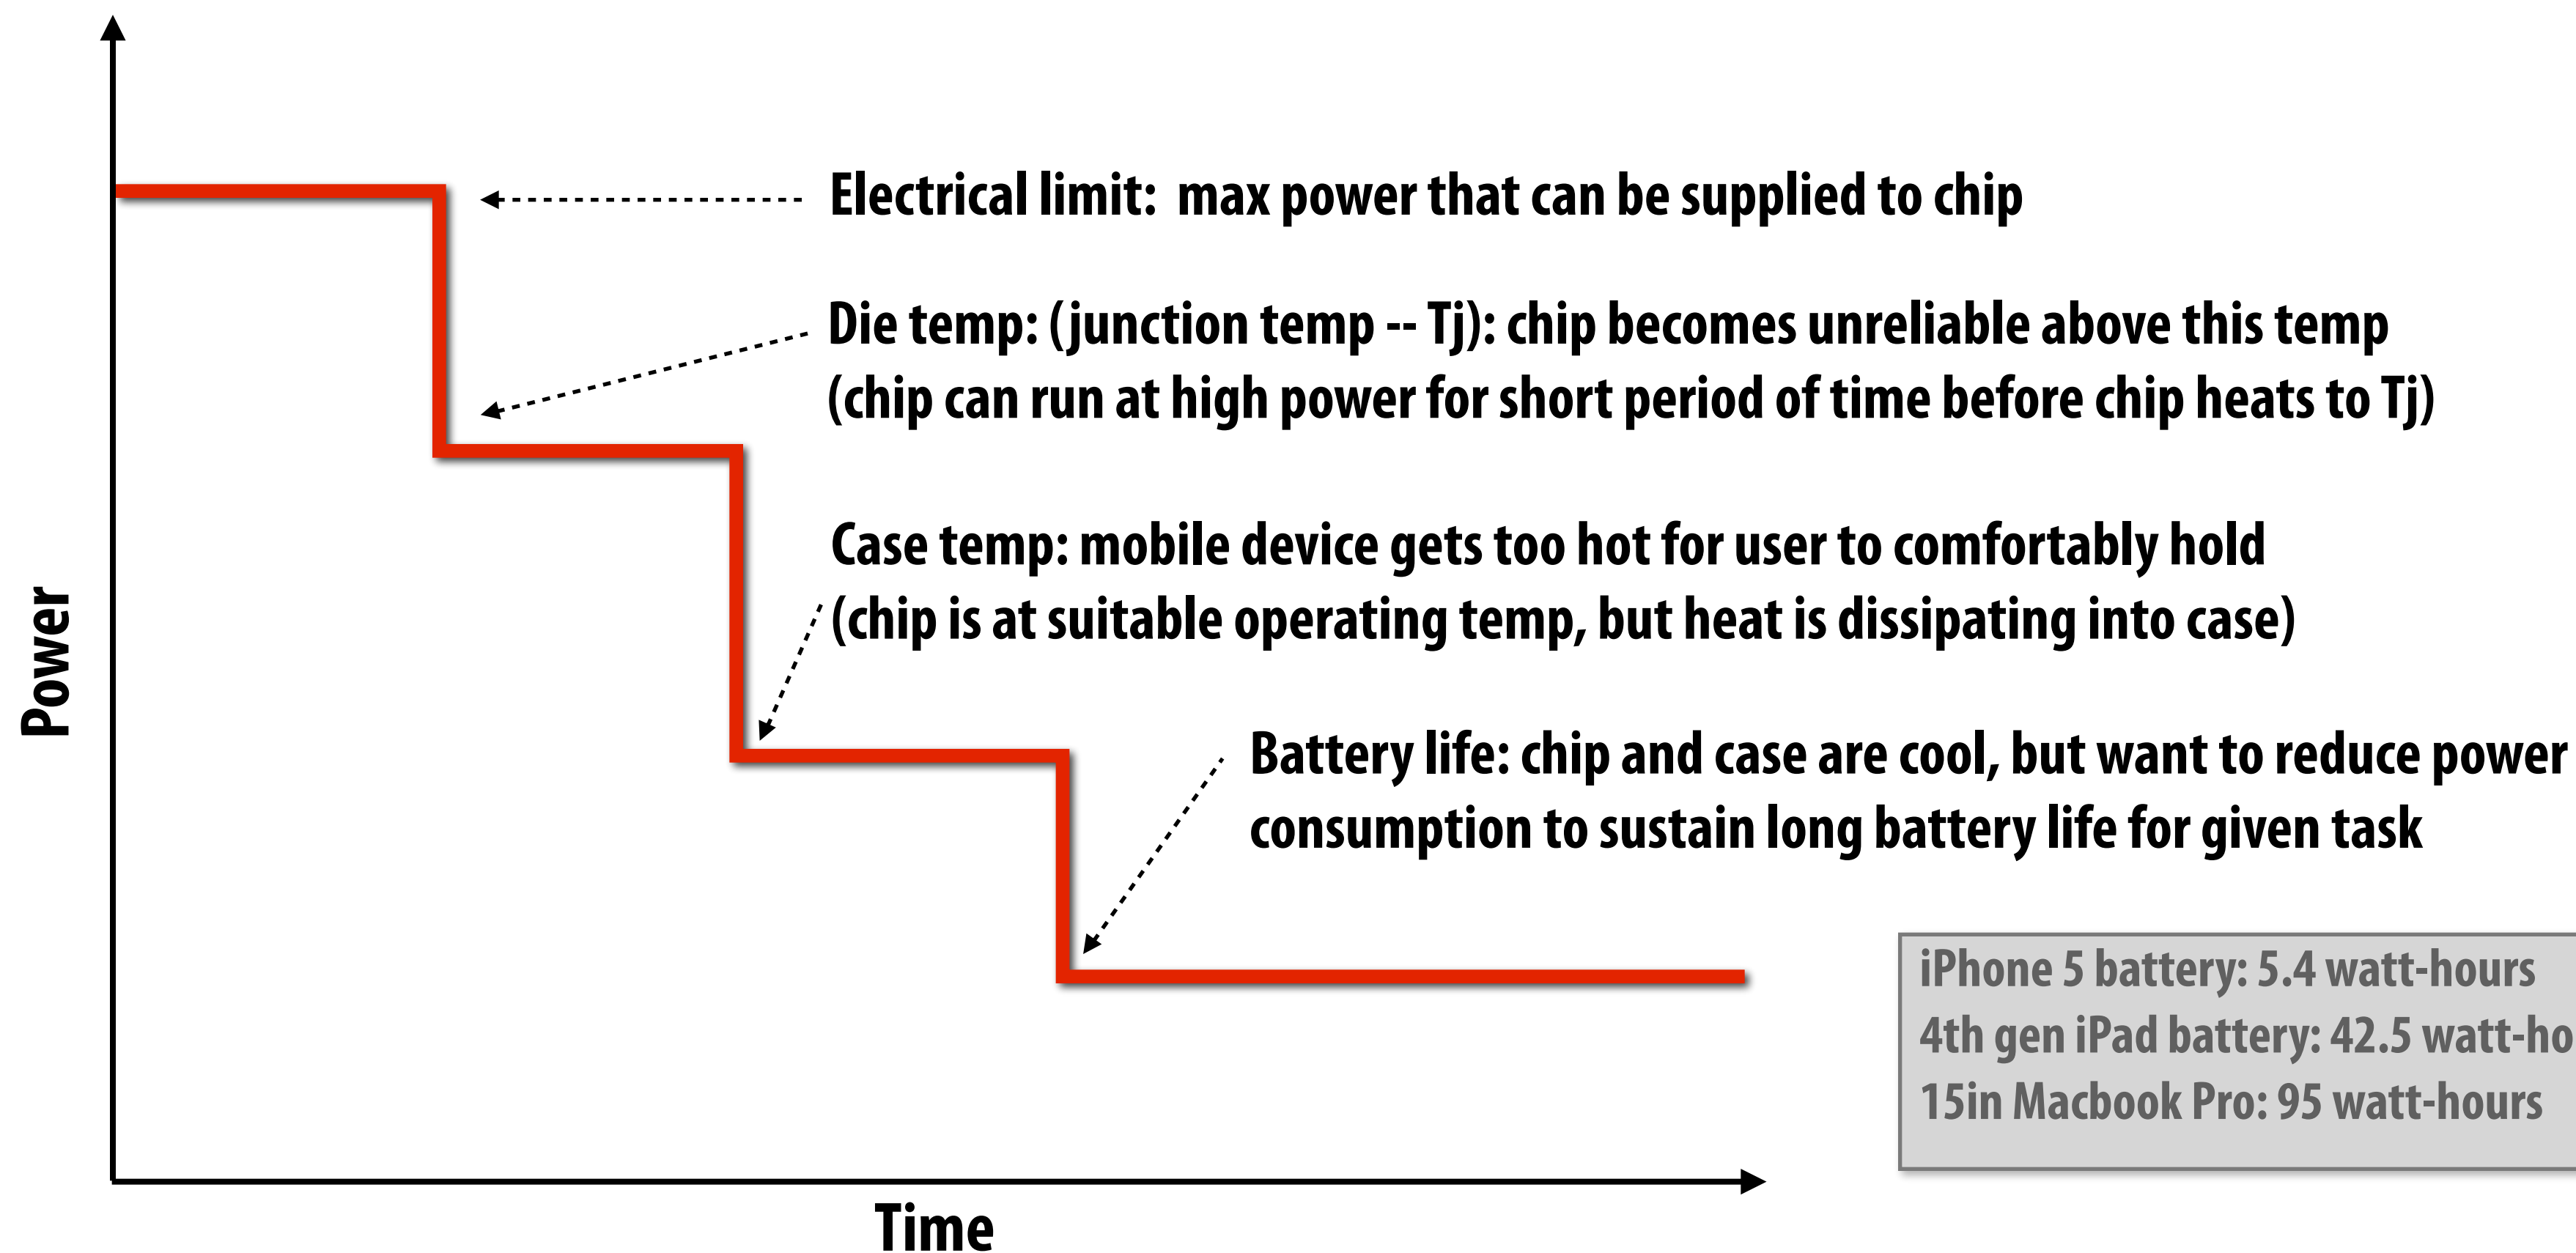 Electrical limit: max power that can be supplied to chip
Die temp: (junction temp -- Tj): chip becomes unreliable above this temp
(chip can run at high power for short period of time before chip heats to Tj)
Case temp: mobile device gets too hot for user to comfortably hold
(chip is at suitable operating temp, but heat is dissipating into case)
Power
Battery life: chip and case are cool, but want to reduce power
consumption to sustain long battery life for given task
iPhone 5 battery: 5.4 watt-hours
4th gen iPad battery: 42.5 watt-ho
15in Macbook Pro: 95 watt-hours
Time